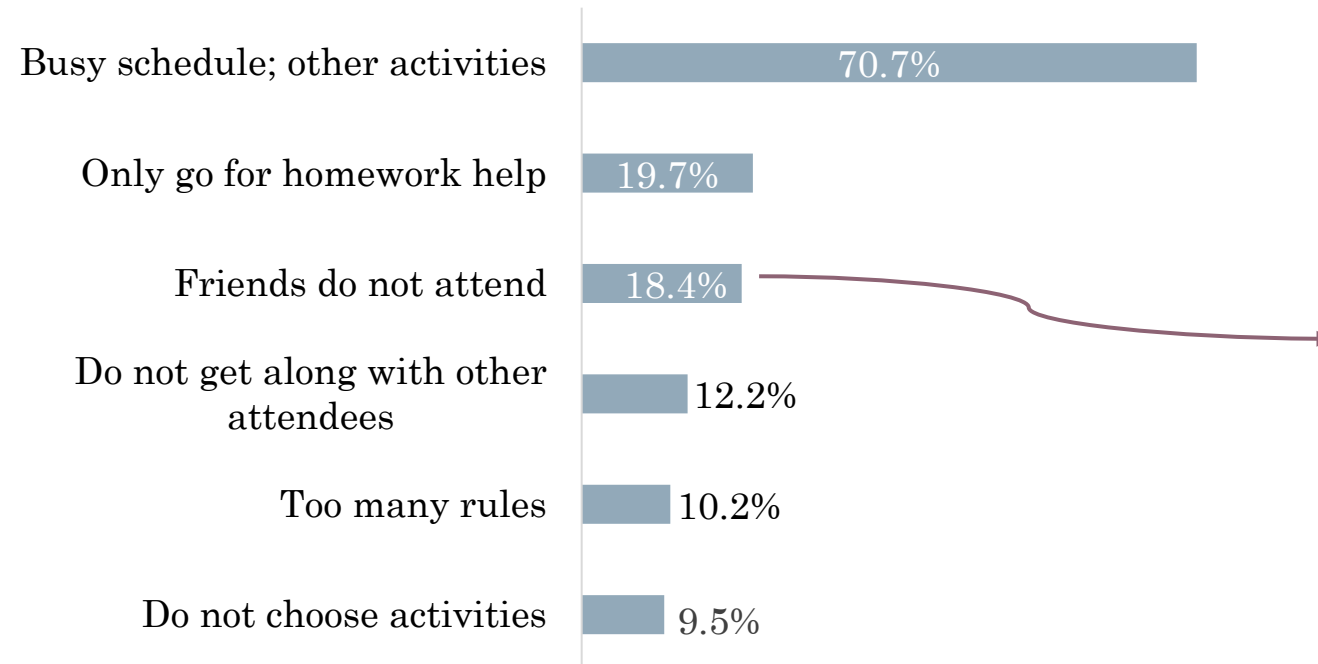 Busy schedule; other activities 70.7%
Only go for homework help 19.7%
Friends do not attend 18.4%
Do not get along with other
attendees 12.2%
Too many rules 10.2%
Do not choose activities 9.5%